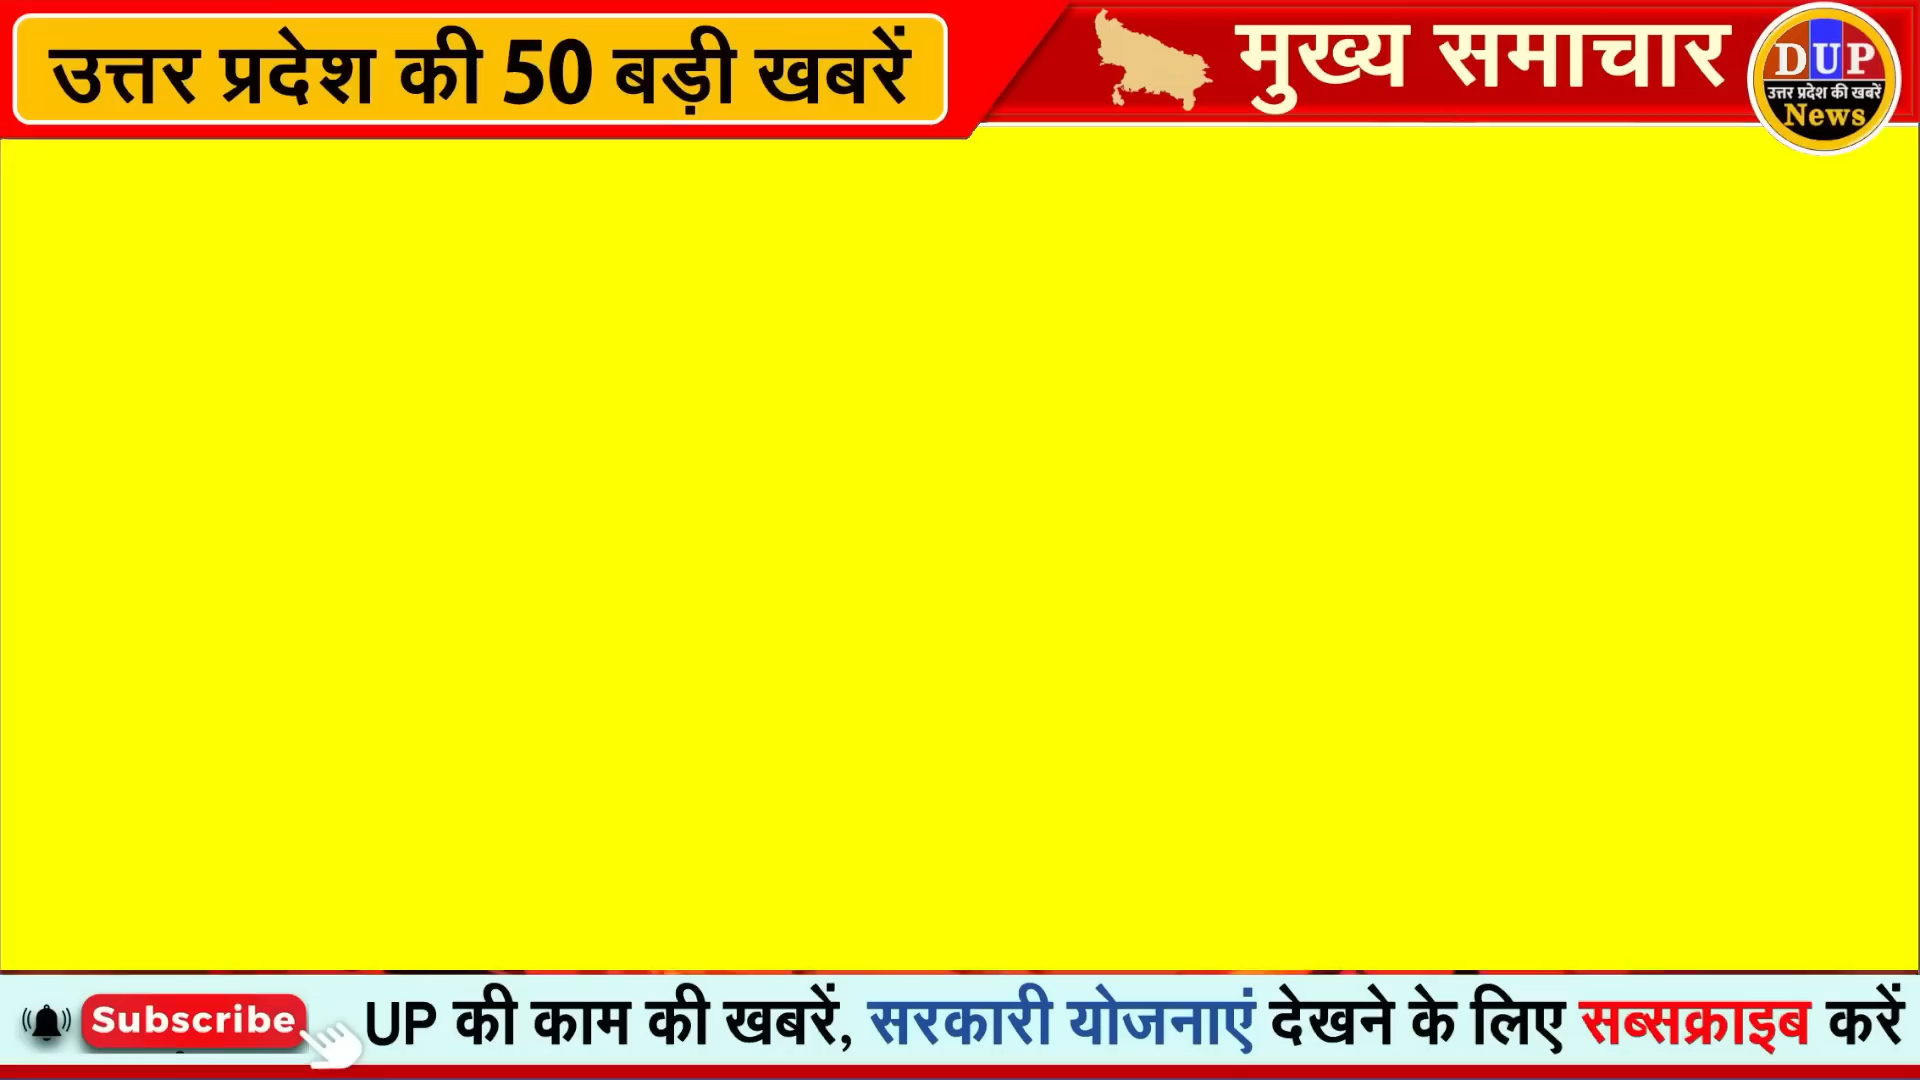 उत्तर प्रदेश की 50 बड़ी खबरें
मुख्य समाचार
DUP
उत्तर प्रदेश की खबरें
News
Subscribe
UP की काम की खबरें, सरकारी योजनाएं देखने के लिए सब्सक्राइब करें